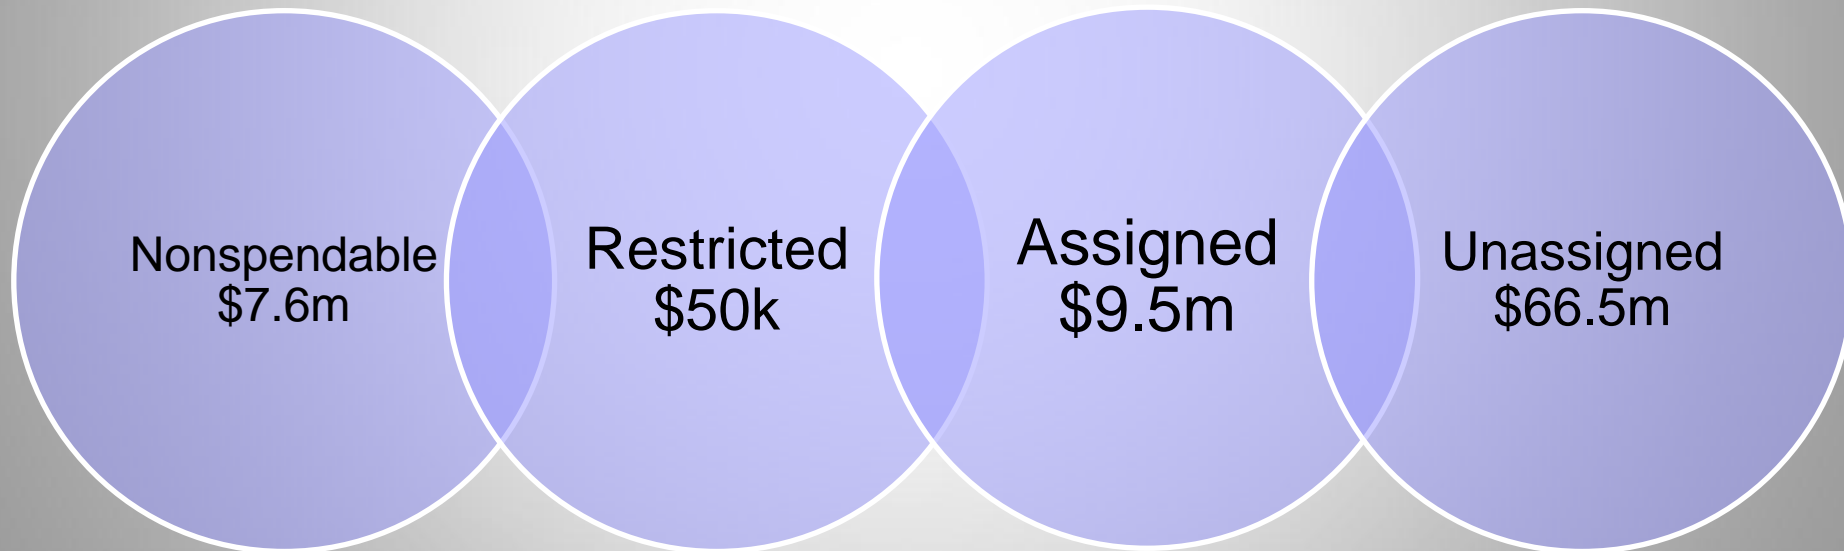 Nonspendable
$7.6m
Restricted
$50k
Assigned
$9.5m
Unassigned
$66.5m